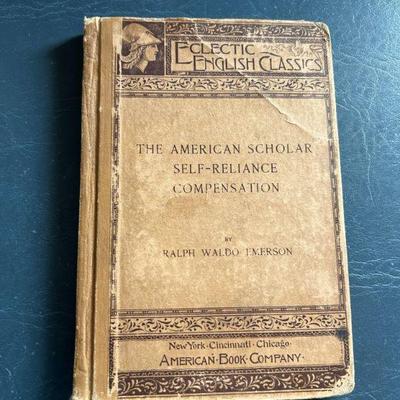 ECLECTIC
ENGLISH CLASSICS
THE AMERICAN SCHOLAR
SELF-RELIANCE
COMPENSATION
BY
RALPH WALDO EMERSON
New York · Cincinnati · Chicago
AMERICAN · BOOK · COMPANY ·